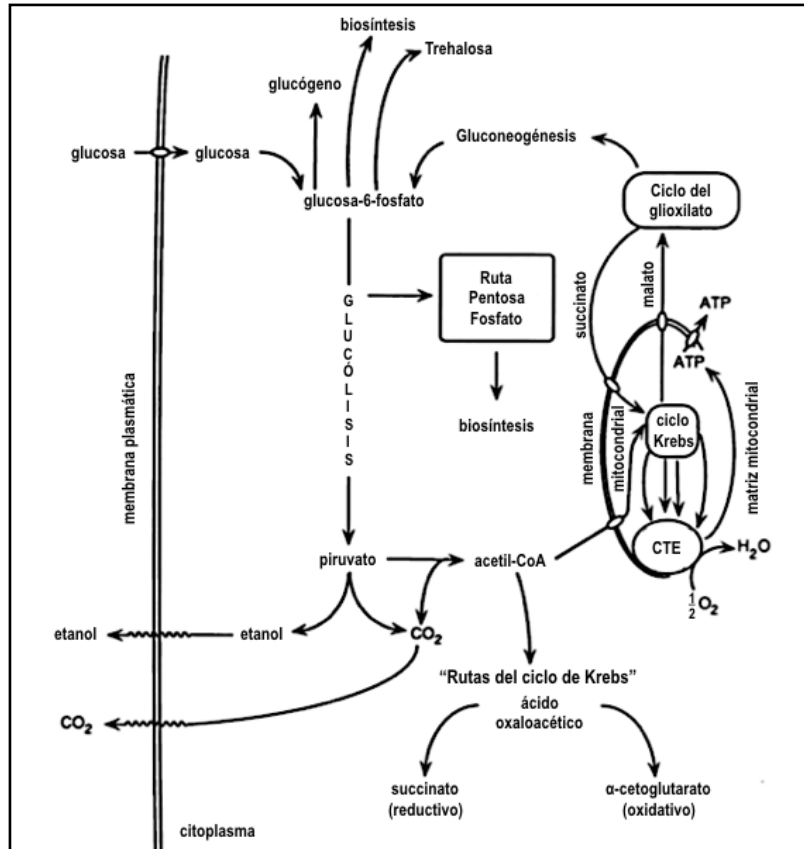 biosíntesis
Trehalosa
glucógeno
glucosa
glucosa
Gluconeogénesis
glucosa-6-fosfato
Ciclo del
glioxilato
GLUCÓLISIS
Ruta
Pentosa
Fosfato
biosíntesis
succinato
malato
ATP
ATP
membrana plasmática
membrana
mitocondrial
ciclo
Krebs
matriz mitocondrial
CTE
H₂O
½O₂
piruvato
acetil-CoA
etanol
etanol
CO₂
CO₂
“Rutas del ciclo de Krebs”
ácido
oxaloacético
succinato
(reductivo)
α-cetoglutarato
(oxidativo)
citoplasma